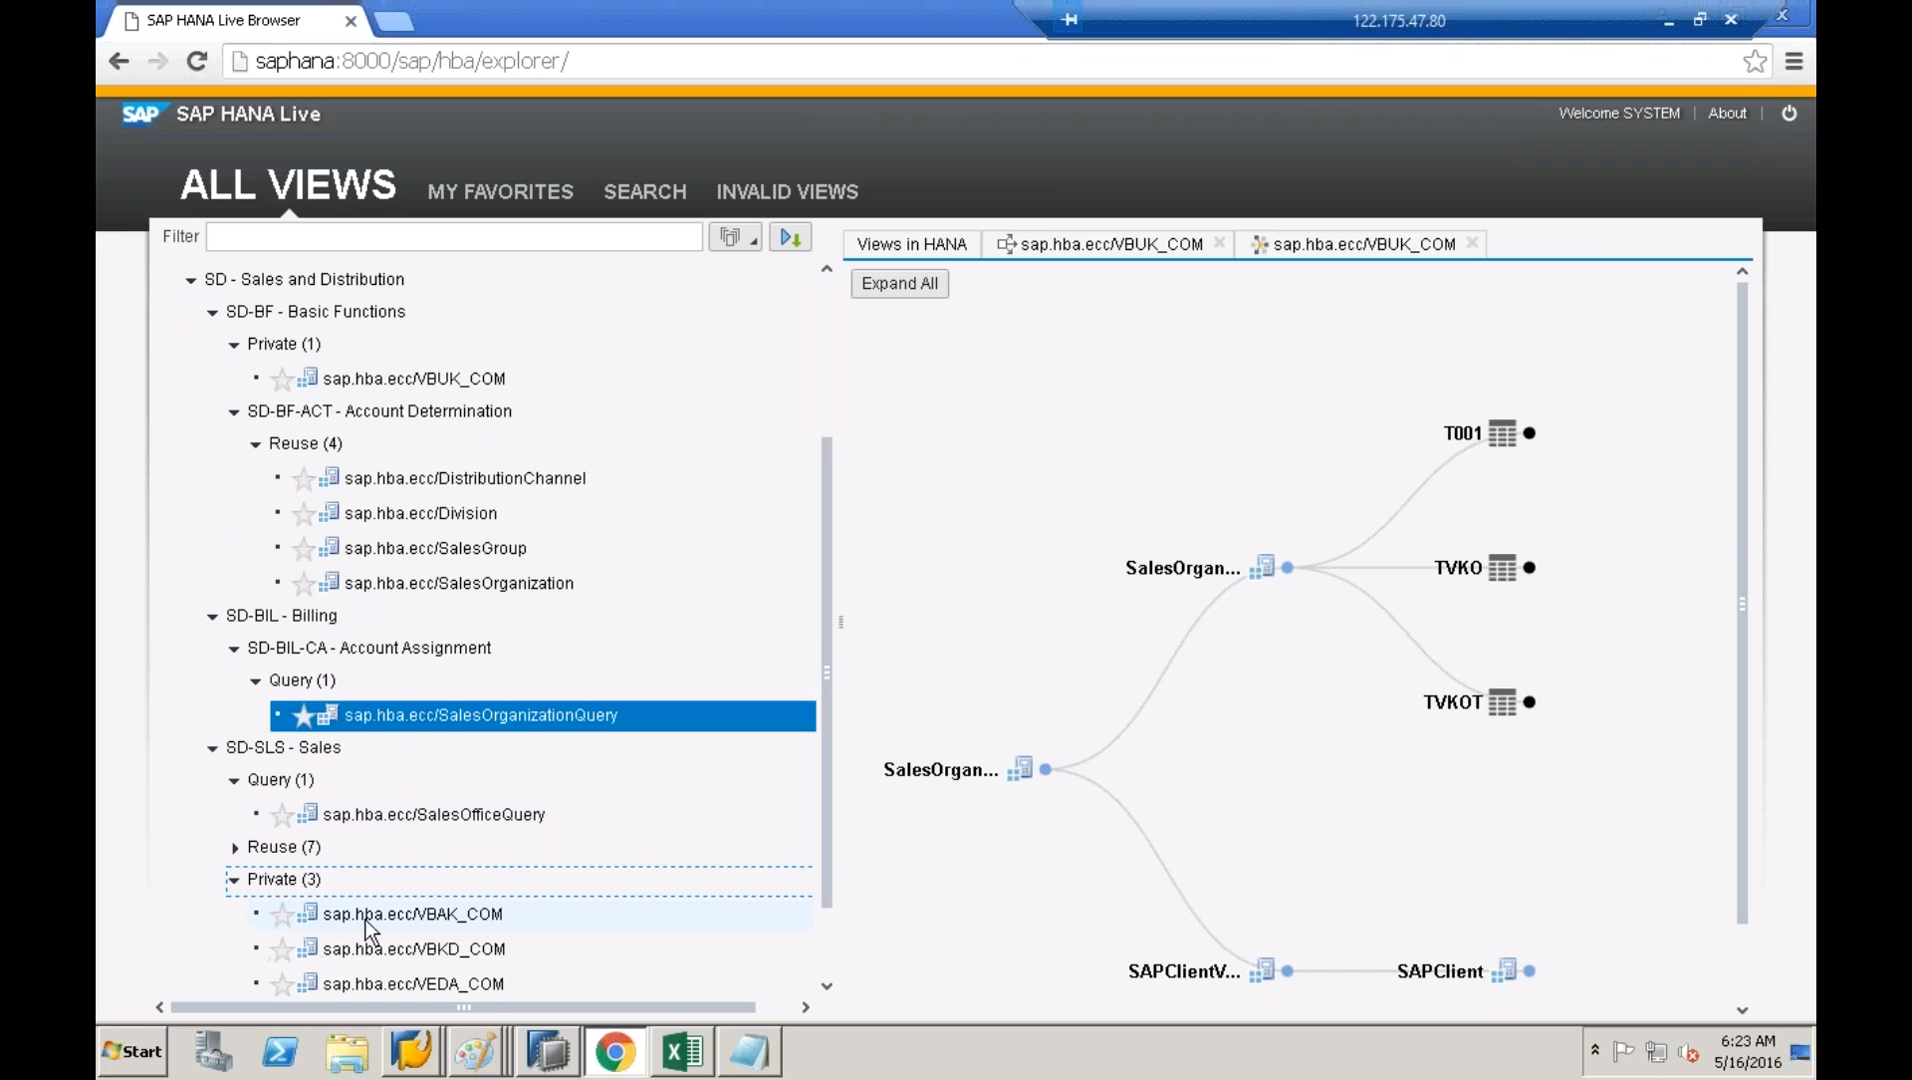 SAP HANA Live Browser
122.175.47.80
saphana:8000/sap/hba/explorer/
SAP SAP HANA Live
Welcome SYSTEM | About |
ALL VIEWS MY FAVORITES SEARCH INVALID VIEWS
Filter
Views in HANA sap.hba.ecc/VBUK_COM sap.hba.ecc/VBUK_COM
Expand All
SD - Sales and Distribution
SD-BF - Basic Functions
Private (1)
sap.hba.ecc/VBUK_COM
SD-BF-ACT - Account Determination
Reuse (4)
sap.hba.ecc/DistributionChannel
sap.hba.ecc/Division
sap.hba.ecc/SalesGroup
sap.hba.ecc/SalesOrganization
SD-BIL - Billing
SD-BIL-CA - Account Assignment
Query (1)
sap.hba.ecc/SalesOrganizationQuery
SD-SLS - Sales
Query (1)
sap.hba.ecc/SalesOfficeQuery
Reuse (7)
Private (3)
sap.hba.ecc/VBAK_COM
sap.hba.ecc/VBKD_COM
sap.hba.ecc/VEDA_COM
T001
SalesOrgan...
TVKO
TVKOT
SalesOrgan...
SAPClientV...
SAPClient
Start
6:23 AM
5/16/2016